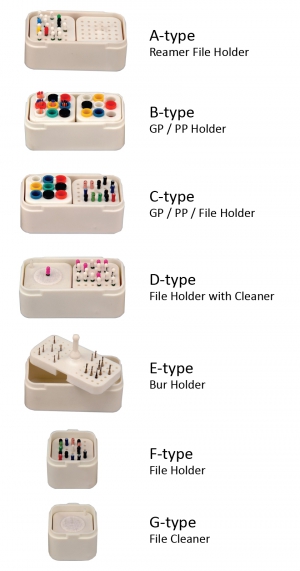 A-type
Reamer File Holder
B-type
GP / PP Holder
C-type
GP / PP / File Holder
D-type
File Holder with Cleaner
E-type
Bur Holder
F-type
File Holder
G-type
File Cleaner